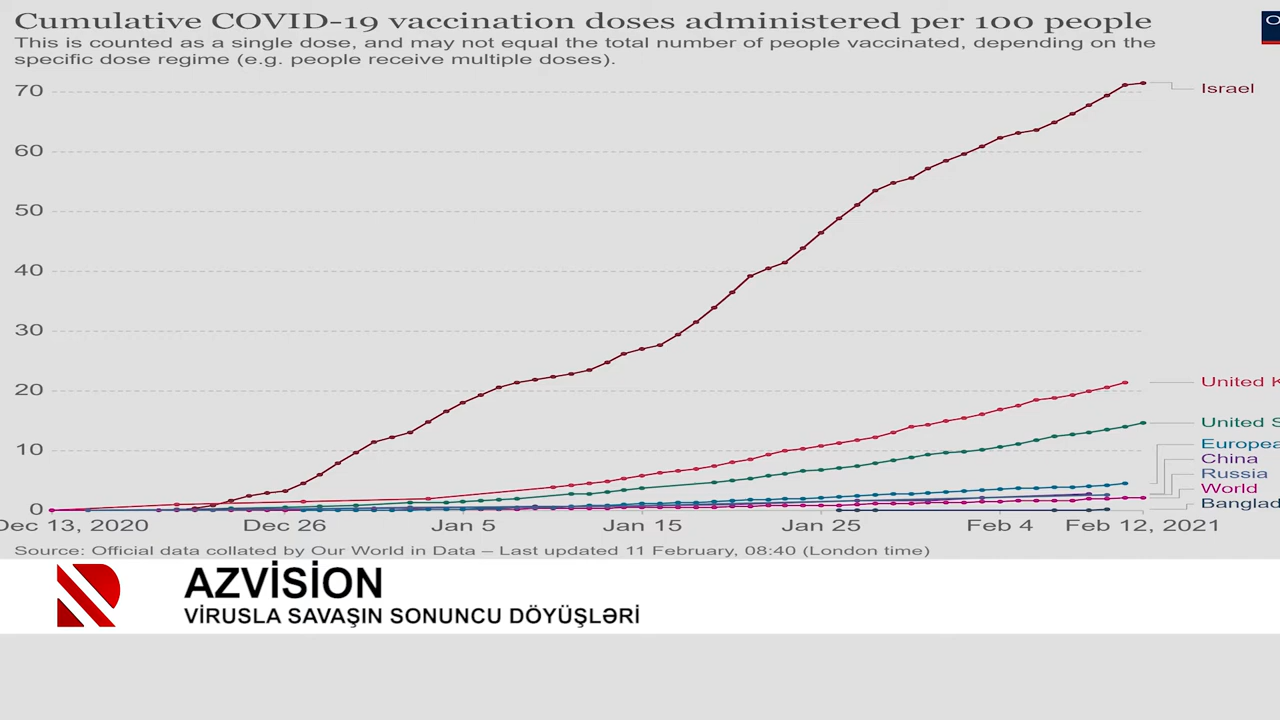 Cumulative COVID-19 vaccination doses administered per 100 people
This is counted as a single dose, and may not equal the total number of people vaccinated, depending on the
specific dose regime (e.g. people receive multiple doses).
70
60
50
40
30
20
10
0
Israel
United K
United S
Europea
China
Russia
World
Banglad
Dec 13, 2020
Dec 26
Jan 5
Jan 15
Jan 25
Feb 4
Feb 12, 2021
Source: Official data collated by Our World in Data – Last updated 11 February, 08:40 (London time)
AZVİSİON
VİRUSLA SAVAŞIN SONUNCU DÖYÜŞLƏRİ